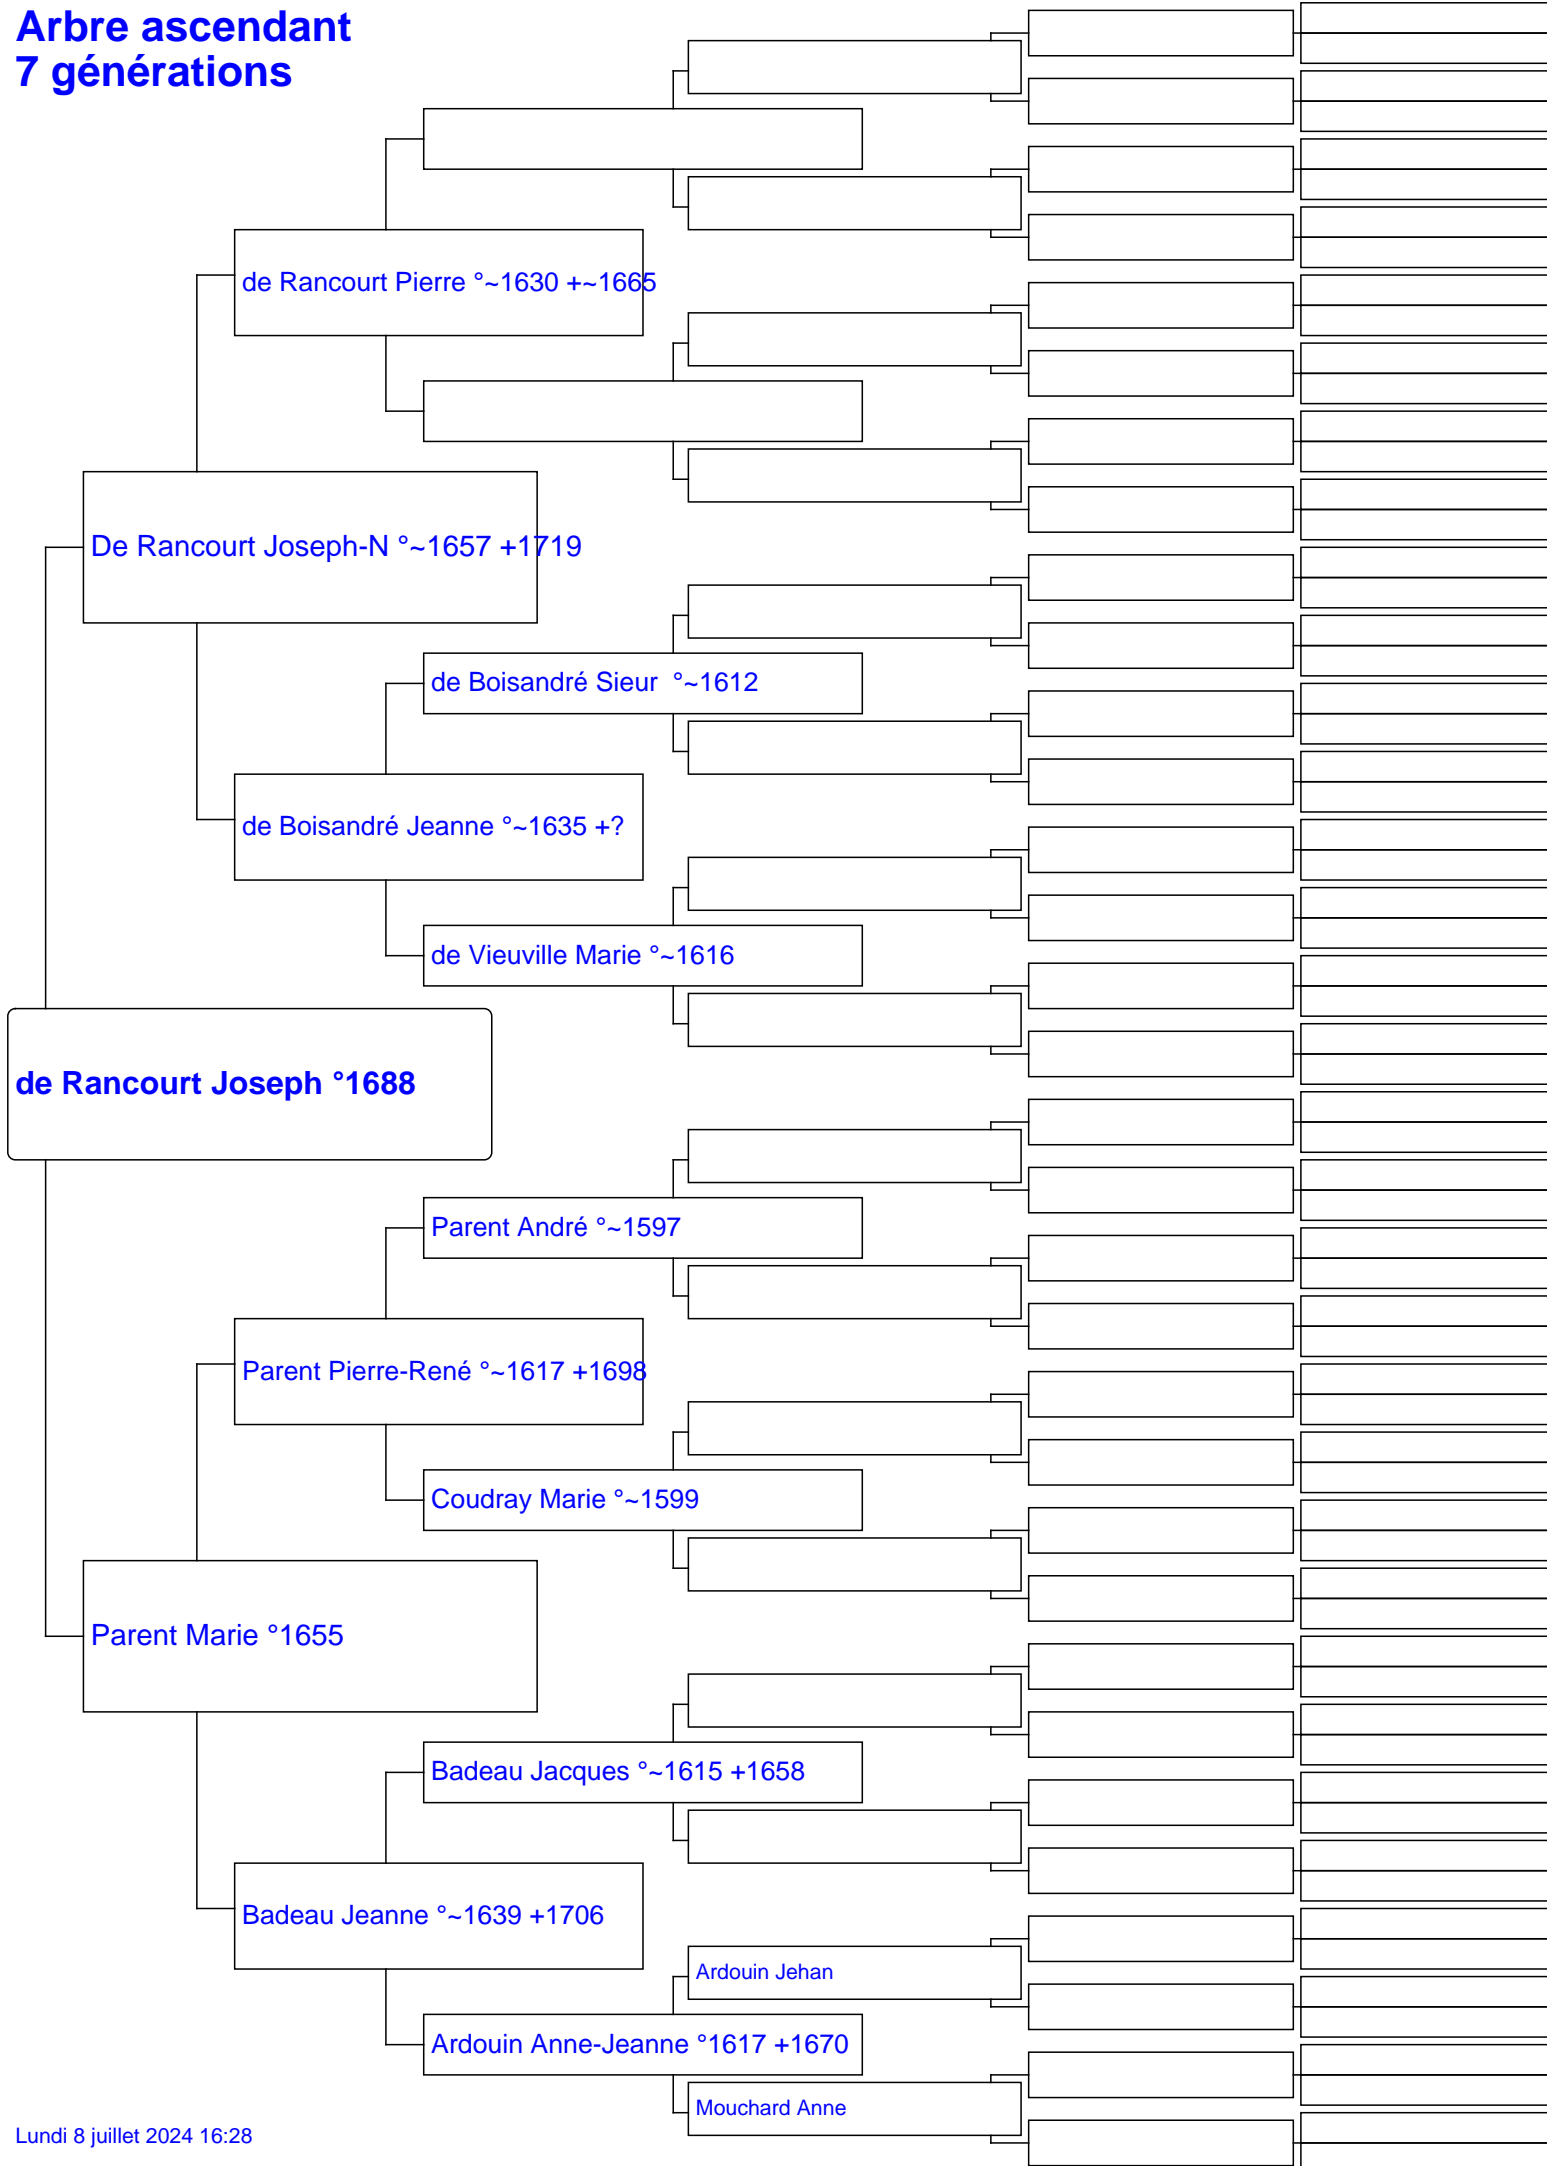 Arbre ascendant
7 générations
de Rancourt Pierre °~1630 +~1665
De Rancourt Joseph-N °~1657 +1719
de Boisandré Sieur  °~1612
de Boisandré Jeanne °~1635 +?
de Vieuville Marie °~1616
de Rancourt Joseph °1688
Parent André °~1597
Parent Pierre-René °~1617 +1698
Coudray Marie °~1599
Parent Marie °1655
Badeau Jacques °~1615 +1658
Badeau Jeanne °~1639 +1706
Ardouin Jehan
Ardouin Anne-Jeanne °1617 +1670
Mouchard Anne
Lundi 8 juillet 2024 16:28